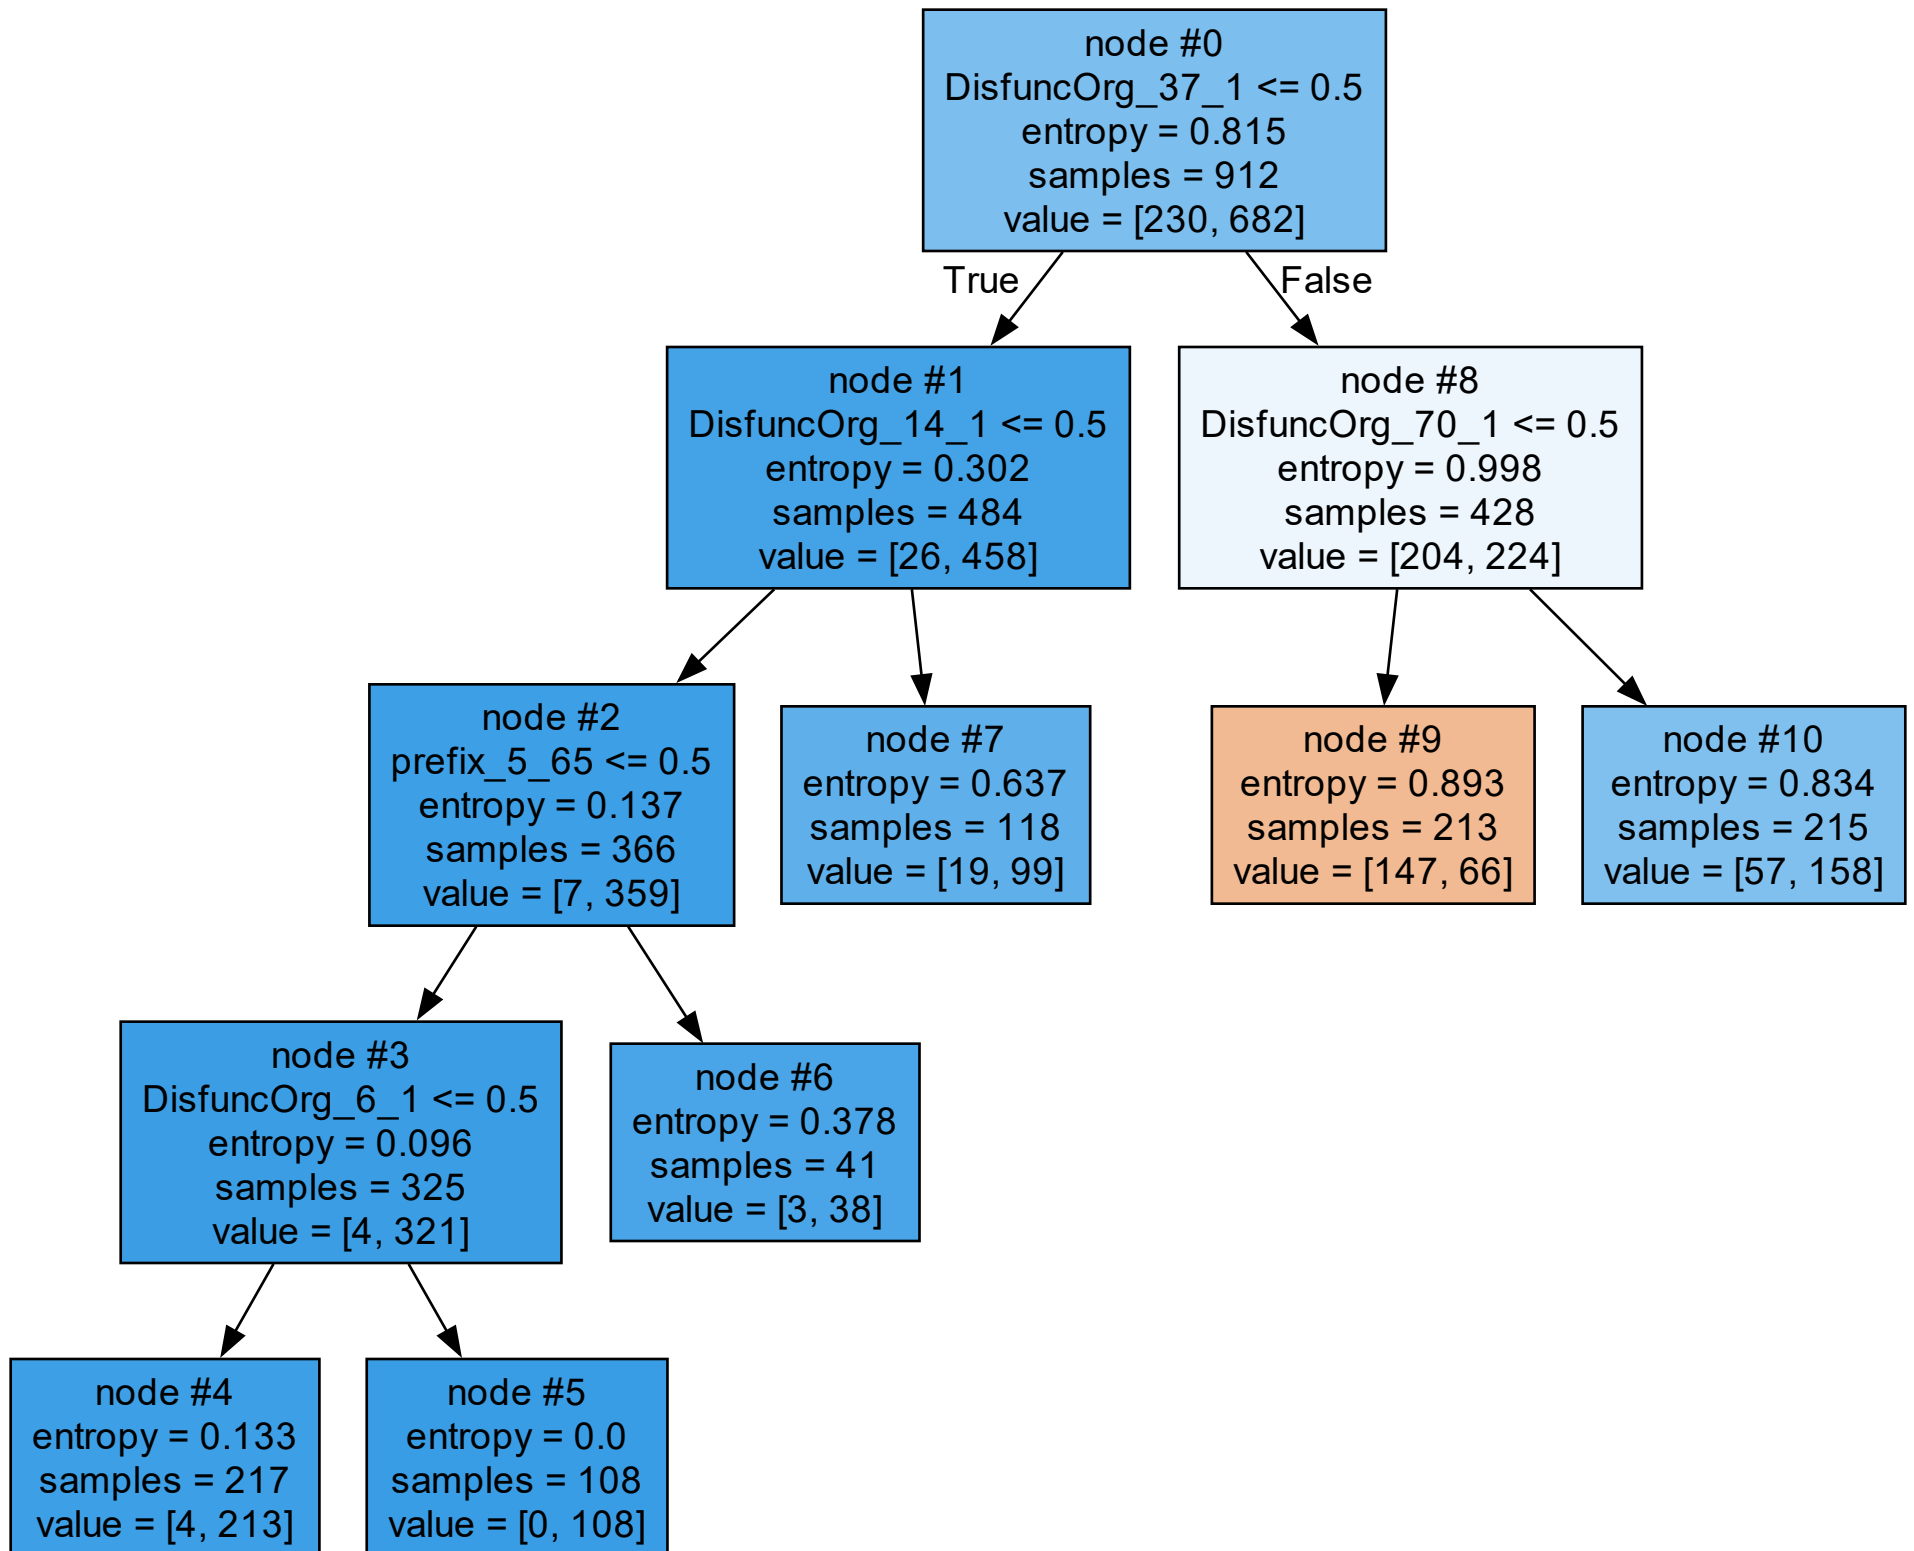 node #0
DisfuncOrg_37_1 <= 0.5
entropy = 0.815
samples = 912
value = [230, 682]
True
False
node #1
DisfuncOrg_14_1 <= 0.5
entropy = 0.302
samples = 484
value = [26, 458]
node #8
DisfuncOrg_70_1 <= 0.5
entropy = 0.998
samples = 428
value = [204, 224]
node #2
prefix_5_65 <= 0.5
entropy = 0.137
samples = 366
value = [7, 359]
node #7
entropy = 0.637
samples = 118
value = [19, 99]
node #9
entropy = 0.893
samples = 213
value = [147, 66]
node #10
entropy = 0.834
samples = 215
value = [57, 158]
node #3
DisfuncOrg_6_1 <= 0.5
entropy = 0.096
samples = 325
value = [4, 321]
node #6
entropy = 0.378
samples = 41
value = [3, 38]
node #4
entropy = 0.133
samples = 217
value = [4, 213]
node #5
entropy = 0.0
samples = 108
value = [0, 108]